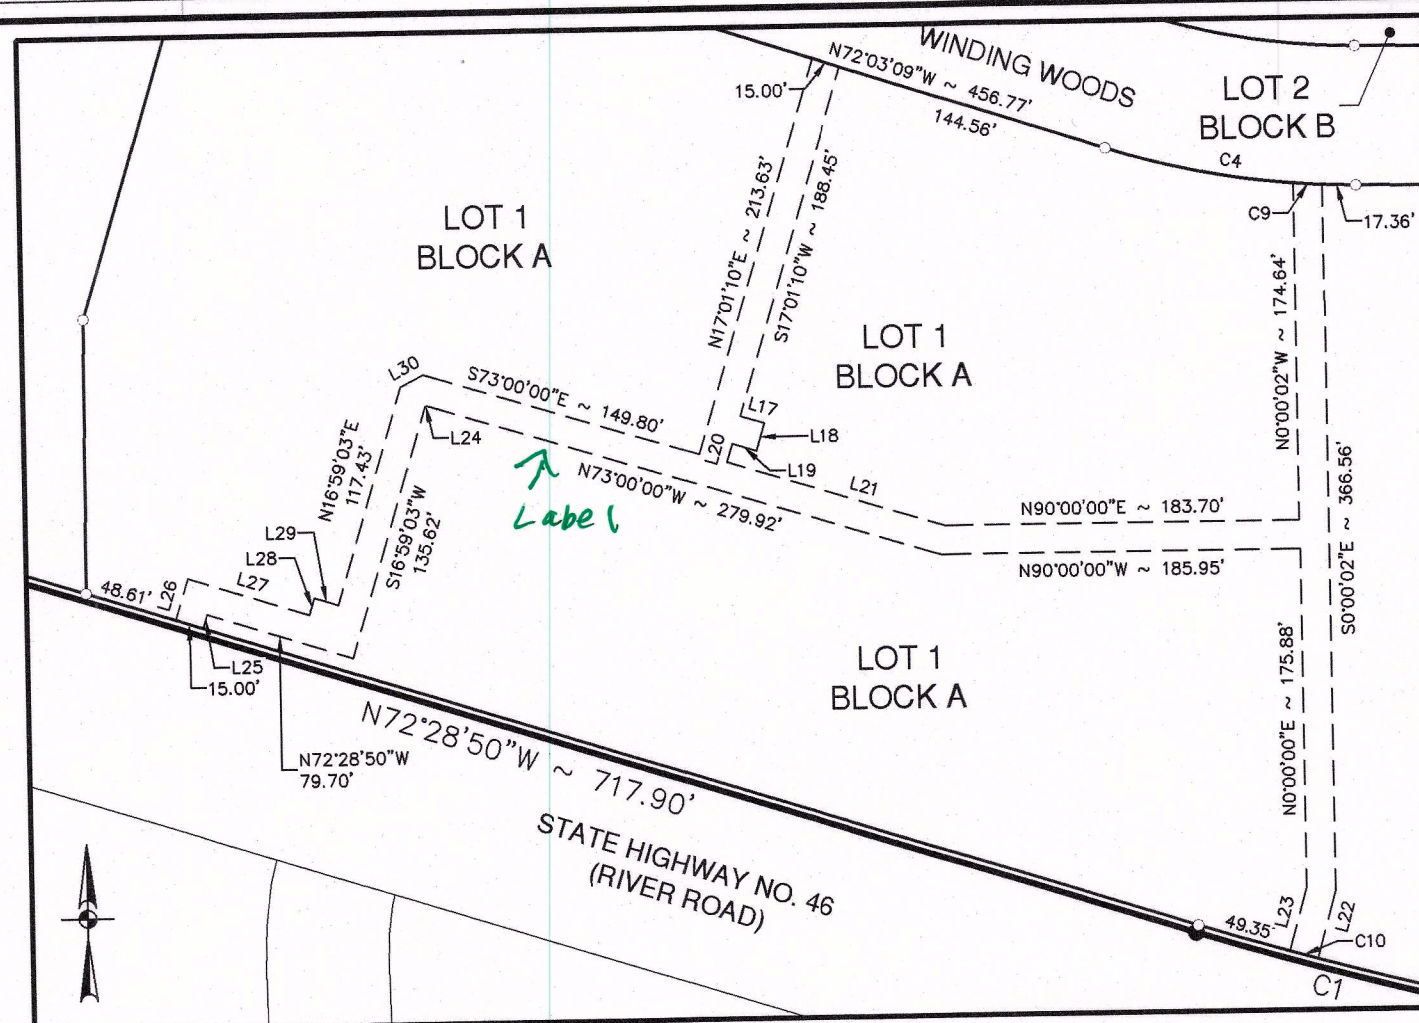 WINDING WOODS
N72°03'09"W ~ 456.77'
144.56'
15.00'
LOT 2
BLOCK B
C4
C9
17.36'
LOT 1
BLOCK A
N17°01'10"E ~ 213.63'
S17°01'10"W ~ 188.45'
LOT 1
BLOCK A
N0°00'02"W ~ 174.64'
S0°00'02"E ~ 366.56'
L30
S73°00'00"E ~ 149.80'
L17
L18
L19
L20
L21
L24
N73°00'00"W ~ 279.92'
Label
N16°59'03"E
117.43'
S16°59'03"W
135.62'
N90°00'00"E ~ 183.70'
N90°00'00"W ~ 185.95'
L29
L28
L27
L26
48.61'
L25
15.00'
N72°28'50"W
79.70'
LOT 1
BLOCK A
N0°00'00"E ~ 175.88'
N72°28'50"W ~ 717.90'
STATE HIGHWAY NO. 46
(RIVER ROAD)
49.35'
L23
L22
C10
C1